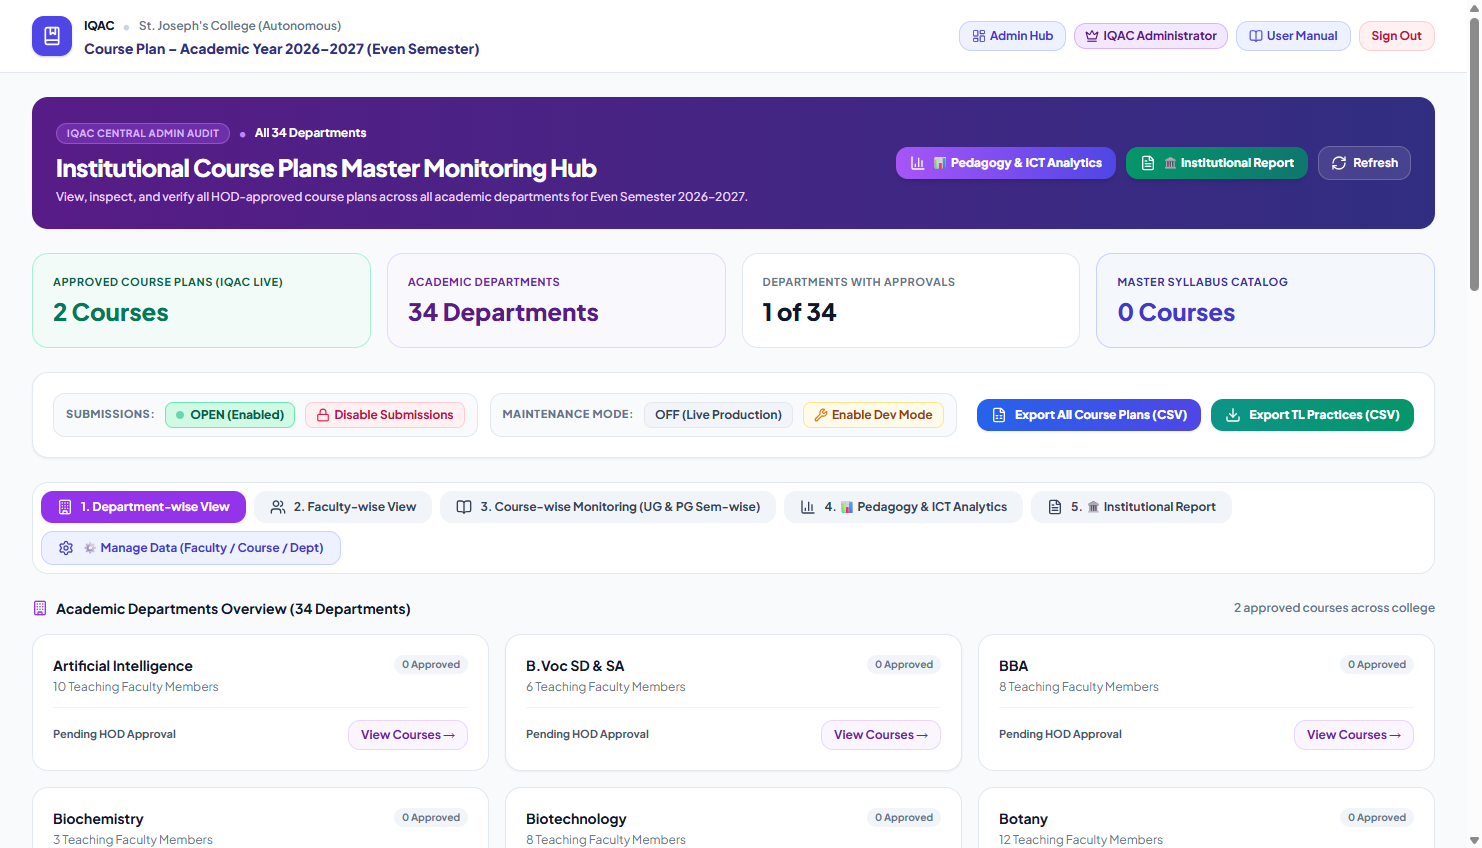 IQAC • St. Joseph's College (Autonomous)
Course Plan – Academic Year 2026–2027 (Even Semester)
Admin Hub
IQAC Administrator
User Manual
Sign Out
IQAC CENTRAL ADMIN AUDIT • All 34 Departments
Institutional Course Plans Master Monitoring Hub
View, inspect, and verify all HOD-approved course plans across all academic departments for Even Semester 2026–2027.
Pedagogy & ICT Analytics
Institutional Report
Refresh
APPROVED COURSE PLANS (IQAC LIVE)
2 Courses
ACADEMIC DEPARTMENTS
34 Departments
DEPARTMENTS WITH APPROVALS
1 of 34
MASTER SYLLABUS CATALOG
0 Courses
SUBMISSIONS: OPEN (Enabled) Disable Submissions
MAINTENANCE MODE: OFF (Live Production) Enable Dev Mode
Export All Course Plans (CSV)
Export TL Practices (CSV)
1. Department-wise View
2. Faculty-wise View
3. Course-wise Monitoring (UG & PG Sem-wise)
4. Pedagogy & ICT Analytics
5. Institutional Report
Manage Data (Faculty / Course / Dept)
Academic Departments Overview (34 Departments)
2 approved courses across college
Artificial Intelligence
0 Approved
10 Teaching Faculty Members
Pending HOD Approval
View Courses →
B.Voc SD & SA
0 Approved
6 Teaching Faculty Members
Pending HOD Approval
View Courses →
BBA
0 Approved
8 Teaching Faculty Members
Pending HOD Approval
View Courses →
Biochemistry
0 Approved
3 Teaching Faculty Members
Biotechnology
0 Approved
8 Teaching Faculty Members
Botany
0 Approved
12 Teaching Faculty Members